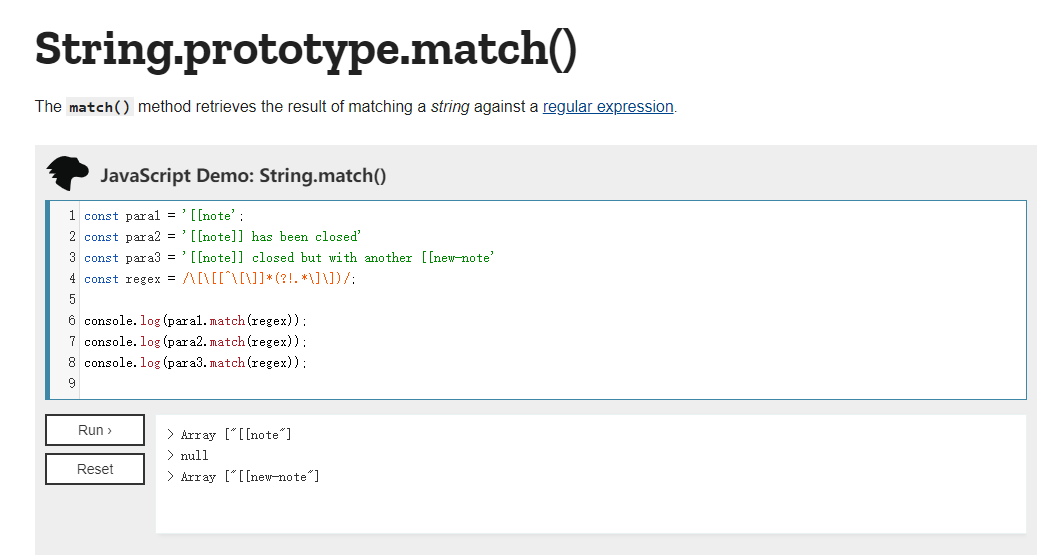 String.prototype.match()
The match() method retrieves the result of matching a string against a regular expression.
JavaScript Demo: String.match()
1 const para1 = '[[note';
2 const para2 = '[[note]] has been closed'
3 const para3 = '[[note]] closed but with another [[new-note'
4 const regex = /\[\[[^\[\]]*(?!.*\]\])/;
5
6 console.log(para1.match(regex));
7 console.log(para2.match(regex));
8 console.log(para3.match(regex));
9
Run ›
> Array ["[[note"]
> null
Reset
> Array ["[[new-note"]